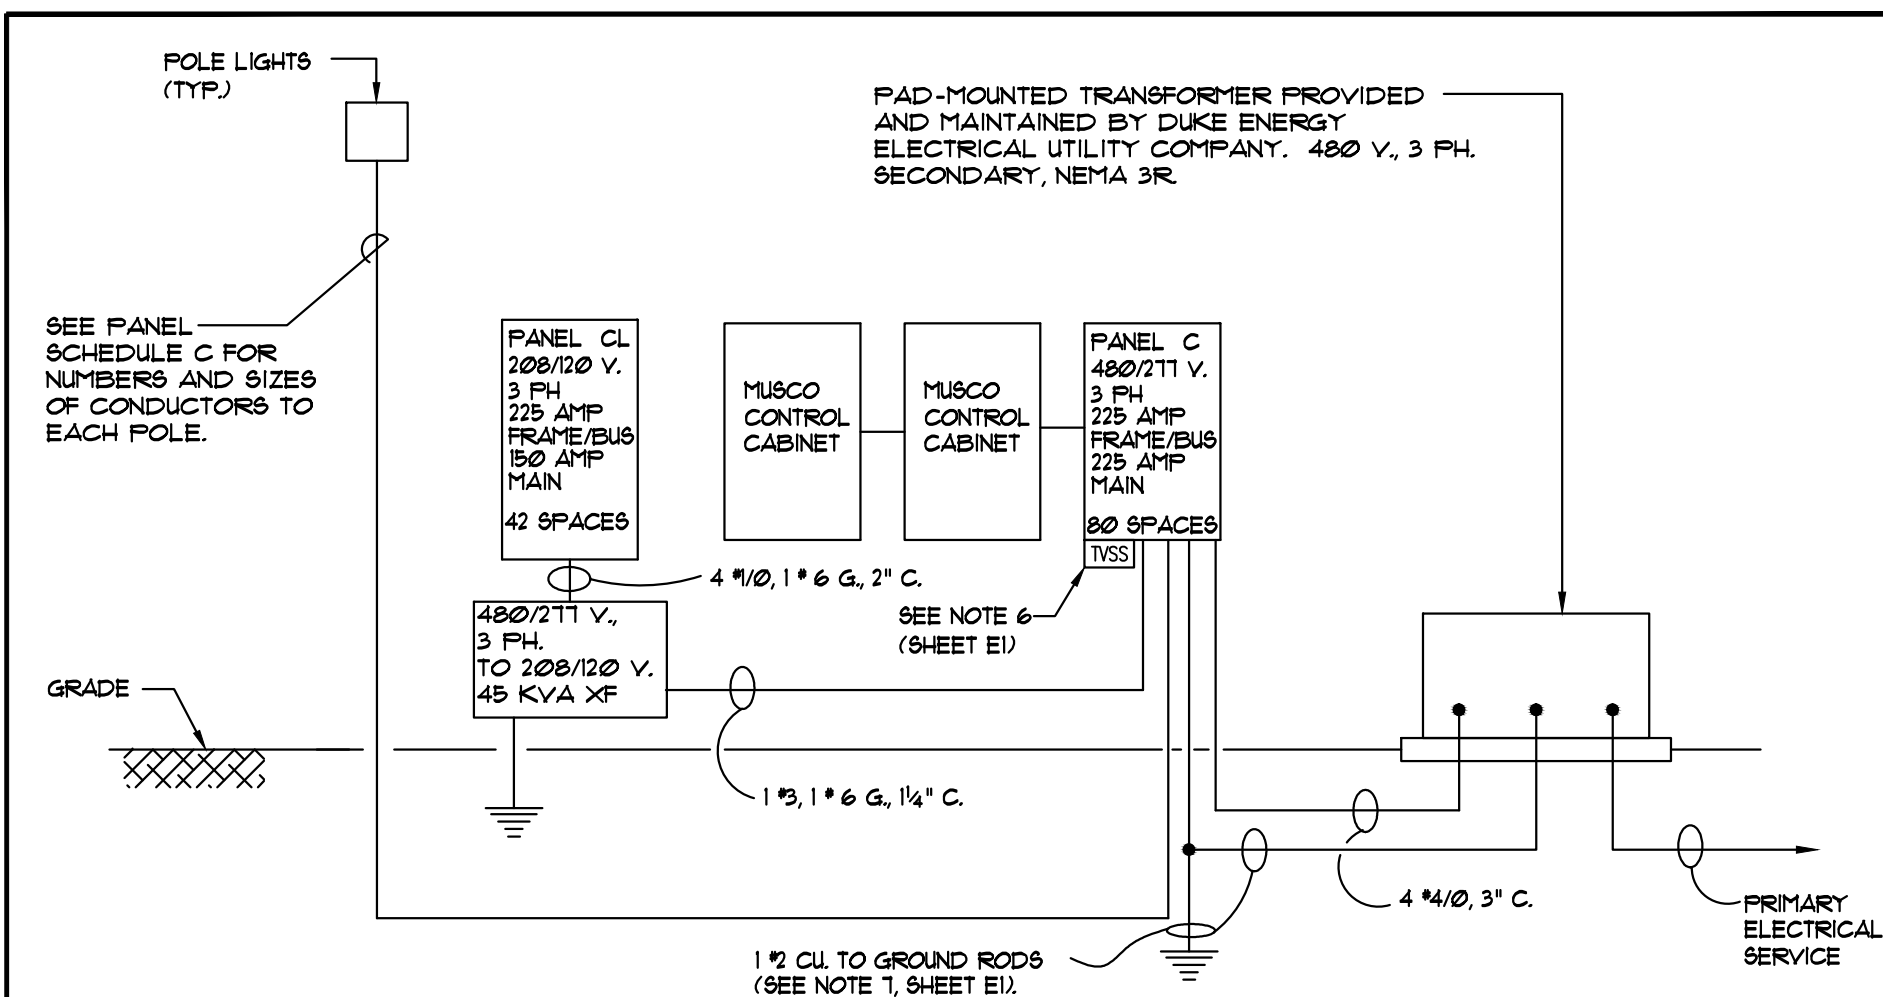 POLE LIGHTS
(TYP.)
PAD-MOUNTED TRANSFORMER PROVIDED
AND MAINTAINED BY DUKE ENERGY
ELECTRICAL UTILITY COMPANY. 480 V., 3 PH.
SECONDARY, NEMA 3R.
SEE PANEL
SCHEDULE C FOR
NUMBERS AND SIZES
OF CONDUCTORS TO
EACH POLE.
PANEL CL
208/120 V.
3 PH
225 AMP
FRAME/BUS
150 AMP
MAIN
42 SPACES
MUSCO
CONTROL
CABINET
MUSCO
CONTROL
CABINET
PANEL C
480/277 V.
3 PH
225 AMP
FRAME/BUS
225 AMP
MAIN
80 SPACES
TVSS
4 #1/0, 1 # 6 G., 2" C.
SEE NOTE 6
(SHEET E1)
480/277 V.,
3 PH.
TO 208/120 V.
45 KVA XF
GRADE
1 #3, 1 # 6 G., 1¼" C.
4 #4/0, 3" C.
PRIMARY
ELECTRICAL
SERVICE
1 #2 CU. TO GROUND RODS
(SEE NOTE 7, SHEET E1).